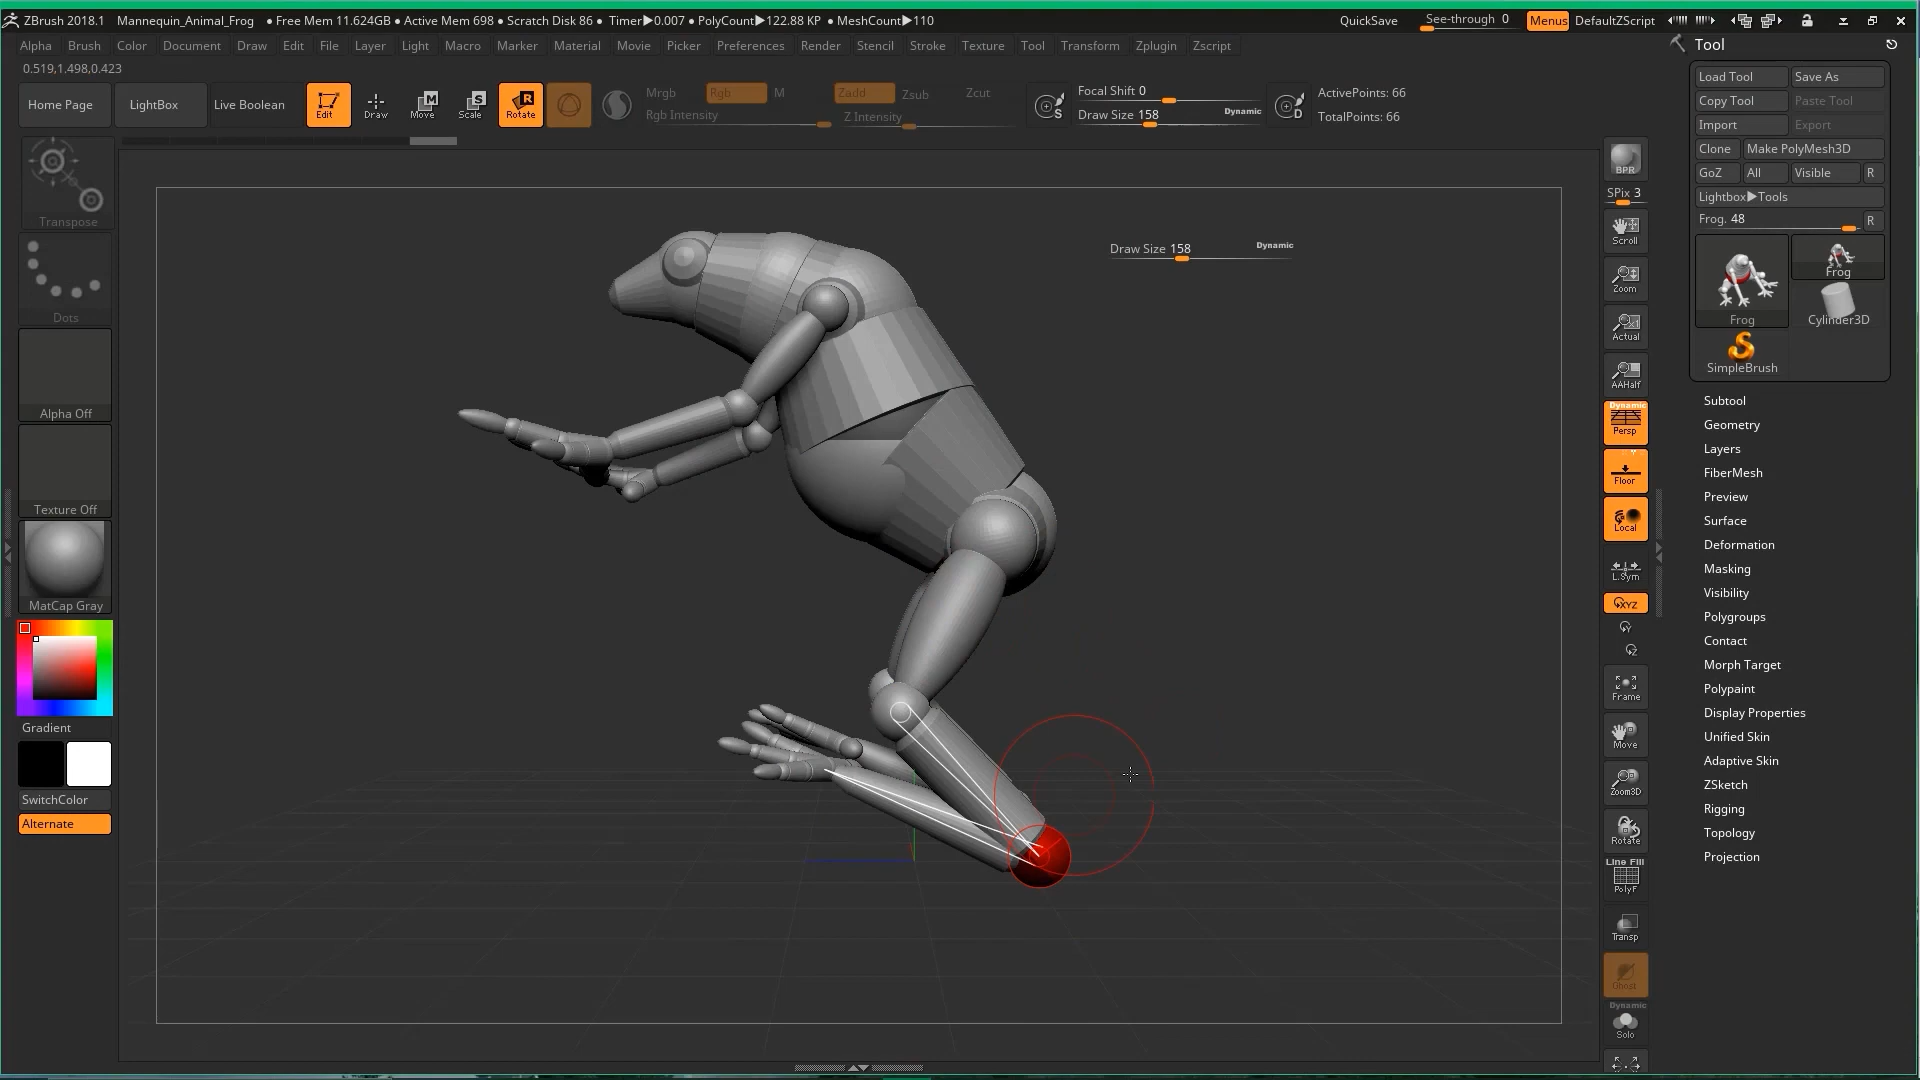 ZBrush 2018.1 Mannequin_Animal_Frog • Free Mem 11.624GB • Active Mem 698 • Scratch Disk 86 • Timer▶0.007 • PolyCount▶122.88 KP • MeshCount▶110 QuickSave See-through 0 Menus DefaultZScript
Alpha Brush Color Document Draw Edit File Layer Light Macro Marker Material Movie Picker Preferences Render Stencil Stroke Texture Tool Transform Zplugin Zscript
0.519,1.498,0.423
Home Page LightBox Live Boolean Edit Draw Move Scale Rotate
Mrgb Rgb M Zadd Zsub Zcut
Rgb Intensity Z Intensity
S Focal Shift 0
Draw Size 158 Dynamic
D ActivePoints: 66
TotalPoints: 66
Transpose
Dots
Alpha Off
Texture Off
MatCap Gray
Gradient
SwitchColor
Alternate
Draw Size 158 Dynamic
BPR
SPix 3
Scroll
Zoom
Actual
AAHalf
Dynamic
Persp
Floor
Local
L.Sym
XYZ
Y
Z
Frame
Move
Zoom3D
Rotate
Line Fill
PolyF
Transp
Ghost
Dynamic
Solo
Tool
Load Tool Save As
Copy Tool Paste Tool
Import Export
Clone Make PolyMesh3D
GoZ All Visible R
Lightbox▶Tools
Frog. 48 R
Frog
Frog
Cylinder3D
SimpleBrush
Subtool
Geometry
Layers
FiberMesh
Preview
Surface
Deformation
Masking
Visibility
Polygroups
Contact
Morph Target
Polypaint
Display Properties
Unified Skin
Adaptive Skin
ZSketch
Rigging
Topology
Projection